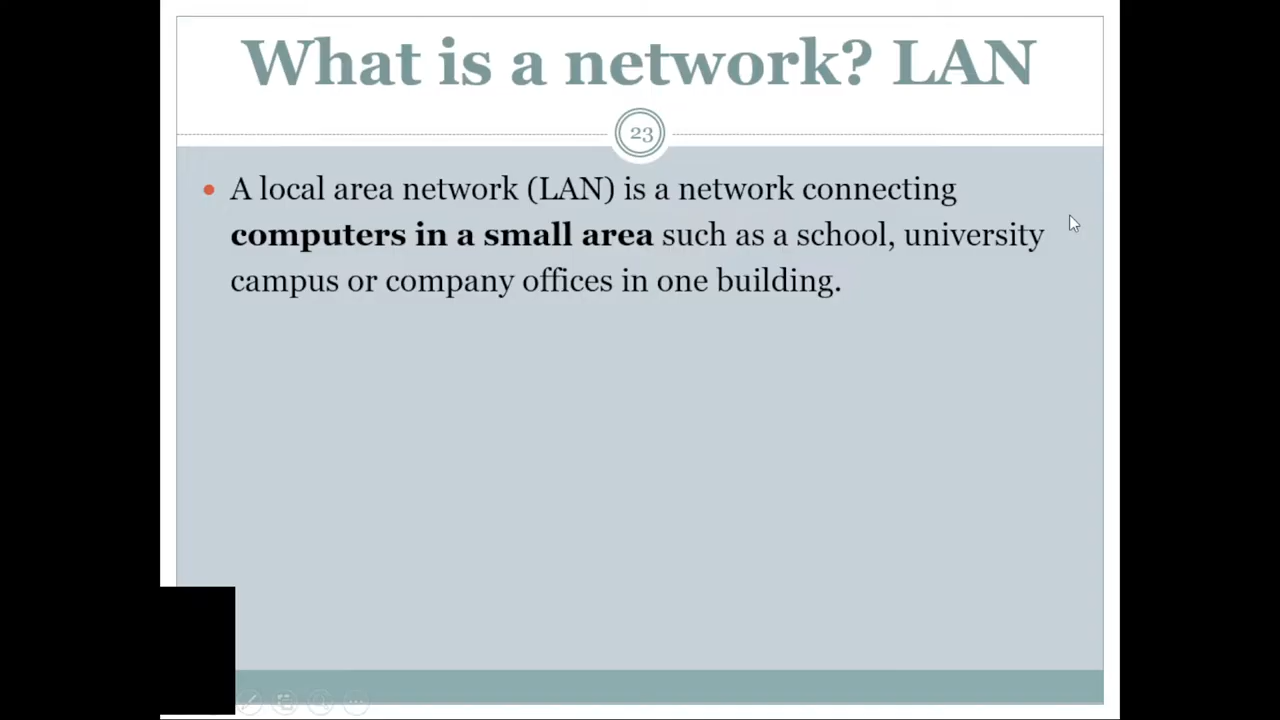 What is a network? LAN
23
• A local area network (LAN) is a network connecting
computers in a small area such as a school, university
campus or company offices in one building.